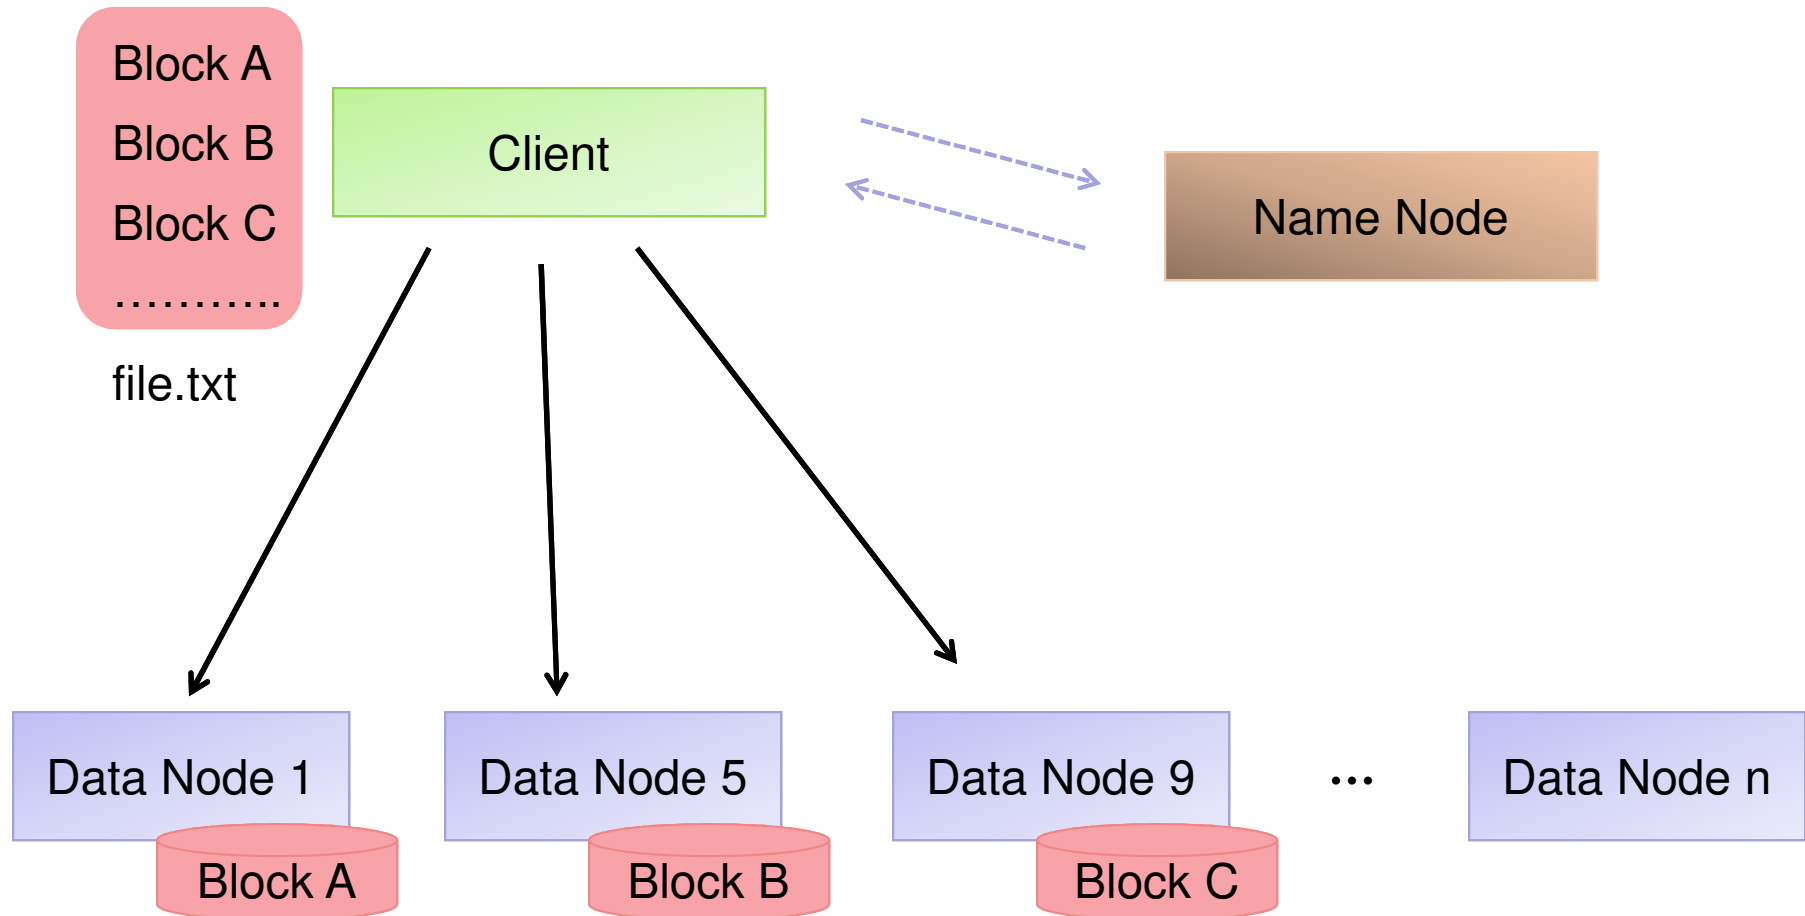 Block A
Block B
Block C
………..
file.txt
Client
Name Node
Data Node 1
Data Node 5
Data Node 9
...
Data Node n
Block A
Block B
Block C